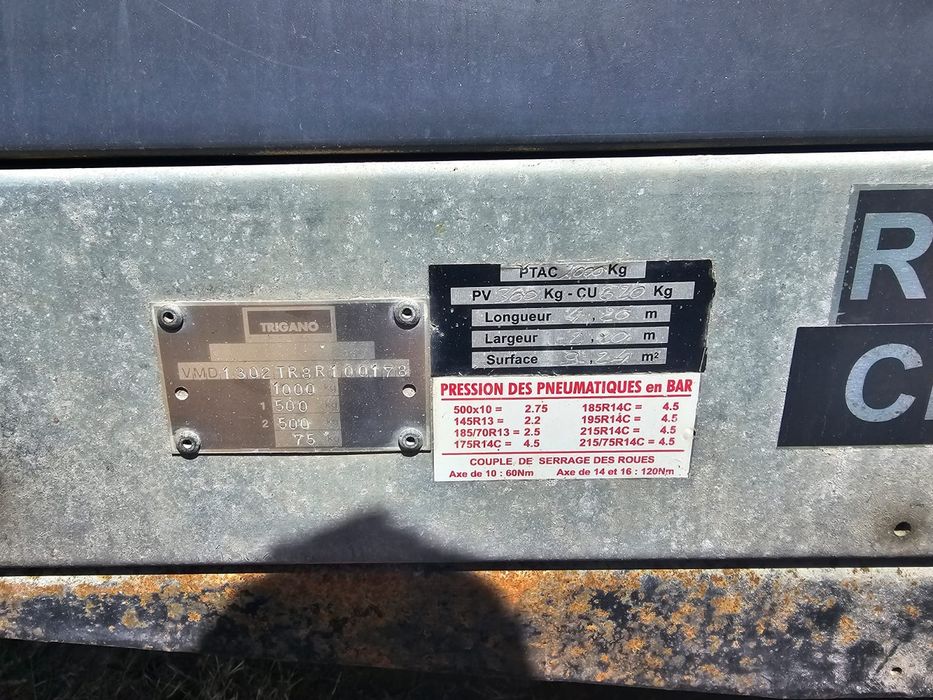 TRIGANO
VMD1302TR3R100173
1000
1 500
2 500
75
PTAC 1000 Kg
PV Kg - CU Kg
Longueur m
Largeur m
Surface m²
PRESSION DES PNEUMATIQUES en BAR
500x10 = 2.75 185R14C = 4.5
145R13 = 2.2 195R14C = 4.5
185/70R13 = 2.5 215R14C = 4.5
175R14C = 4.5 215/75R14C = 4.5
COUPLE DE SERRAGE DES ROUES
Axe de 10 : 60Nm Axe de 14 et 16 : 120Nm
R
C